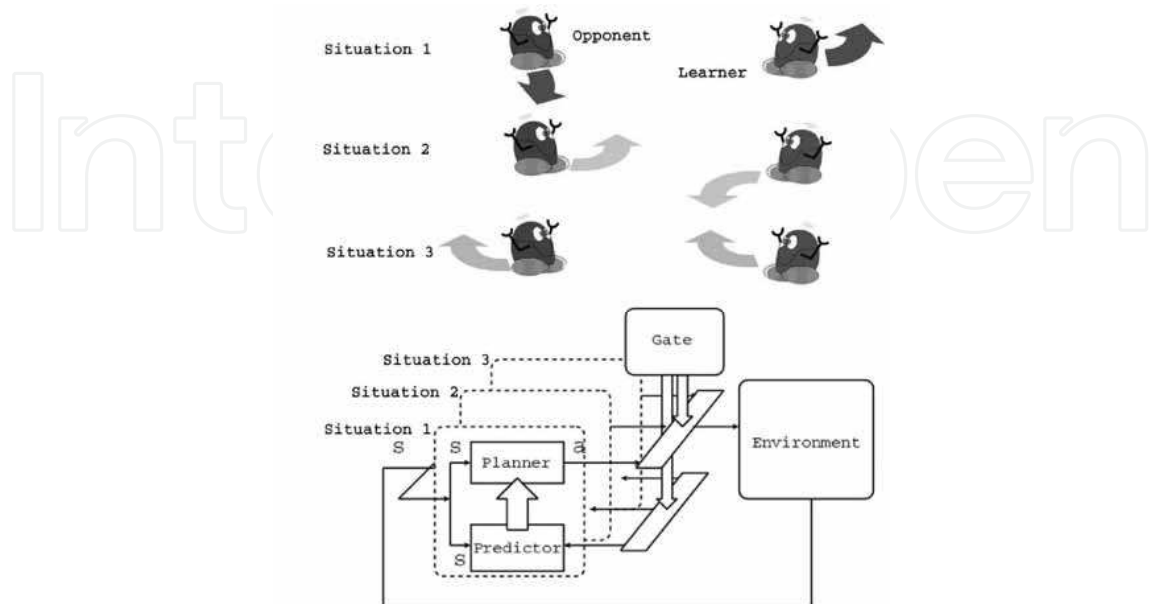 Situation 1
Opponent
Learner
Situation 2
Situation 3
Gate
Situation 3
Situation 2
Situation 1
Environment
S
S
a
Planner
Predictor
S